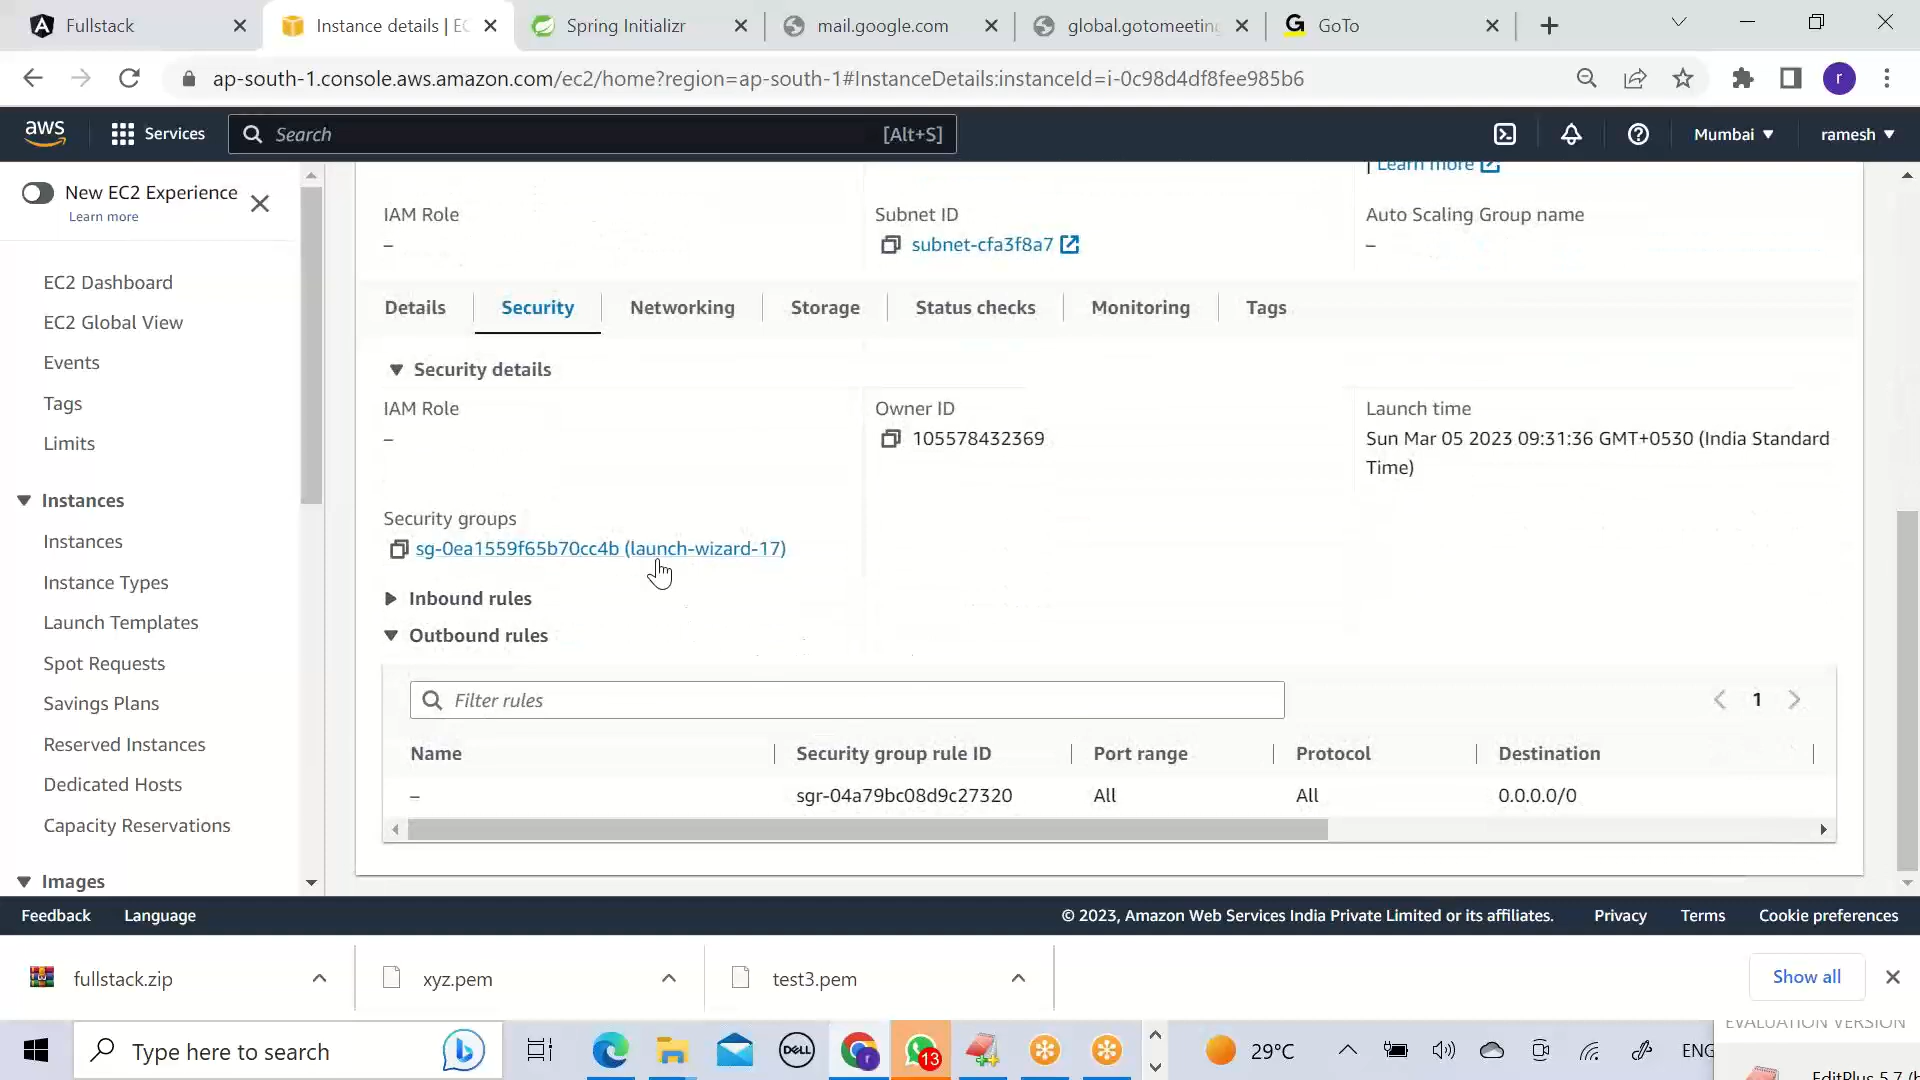 Fullstack
Instance details | EC
Spring Initializr
mail.google.com
global.gotomeeting
GoTo
ap-south-1.console.aws.amazon.com/ec2/home?region=ap-south-1#InstanceDetails:instanceId=i-0c98d4df8fee985b6
r
aws
Services
Search
[Alt+S]
Mumbai
ramesh
New EC2 Experience
Learn more
EC2 Dashboard
EC2 Global View
Events
Tags
Limits
Instances
Instances
Instance Types
Launch Templates
Spot Requests
Savings Plans
Reserved Instances
Dedicated Hosts
Capacity Reservations
Images
| Learn more
IAM Role
–
Subnet ID
subnet-cfa3f8a7
Auto Scaling Group name
–
Details
Security
Networking
Storage
Status checks
Monitoring
Tags
Security details
IAM Role
–
Owner ID
105578432369
Launch time
Sun Mar 05 2023 09:31:36 GMT+0530 (India Standard
Time)
Security groups
sg-0ea1559f65b70cc4b (launch-wizard-17)
Inbound rules
Outbound rules
Filter rules
1
Name
Security group rule ID
Port range
Protocol
Destination
–
sgr-04a79bc08d9c27320
All
All
0.0.0.0/0
Feedback
Language
© 2023, Amazon Web Services India Private Limited or its affiliates.
Privacy
Terms
Cookie preferences
fullstack.zip
xyz.pem
test3.pem
Show all
Type here to search
DELL
r
13
29°C
ENG
EVALUATION VERSION
EditPlus 5.7 (